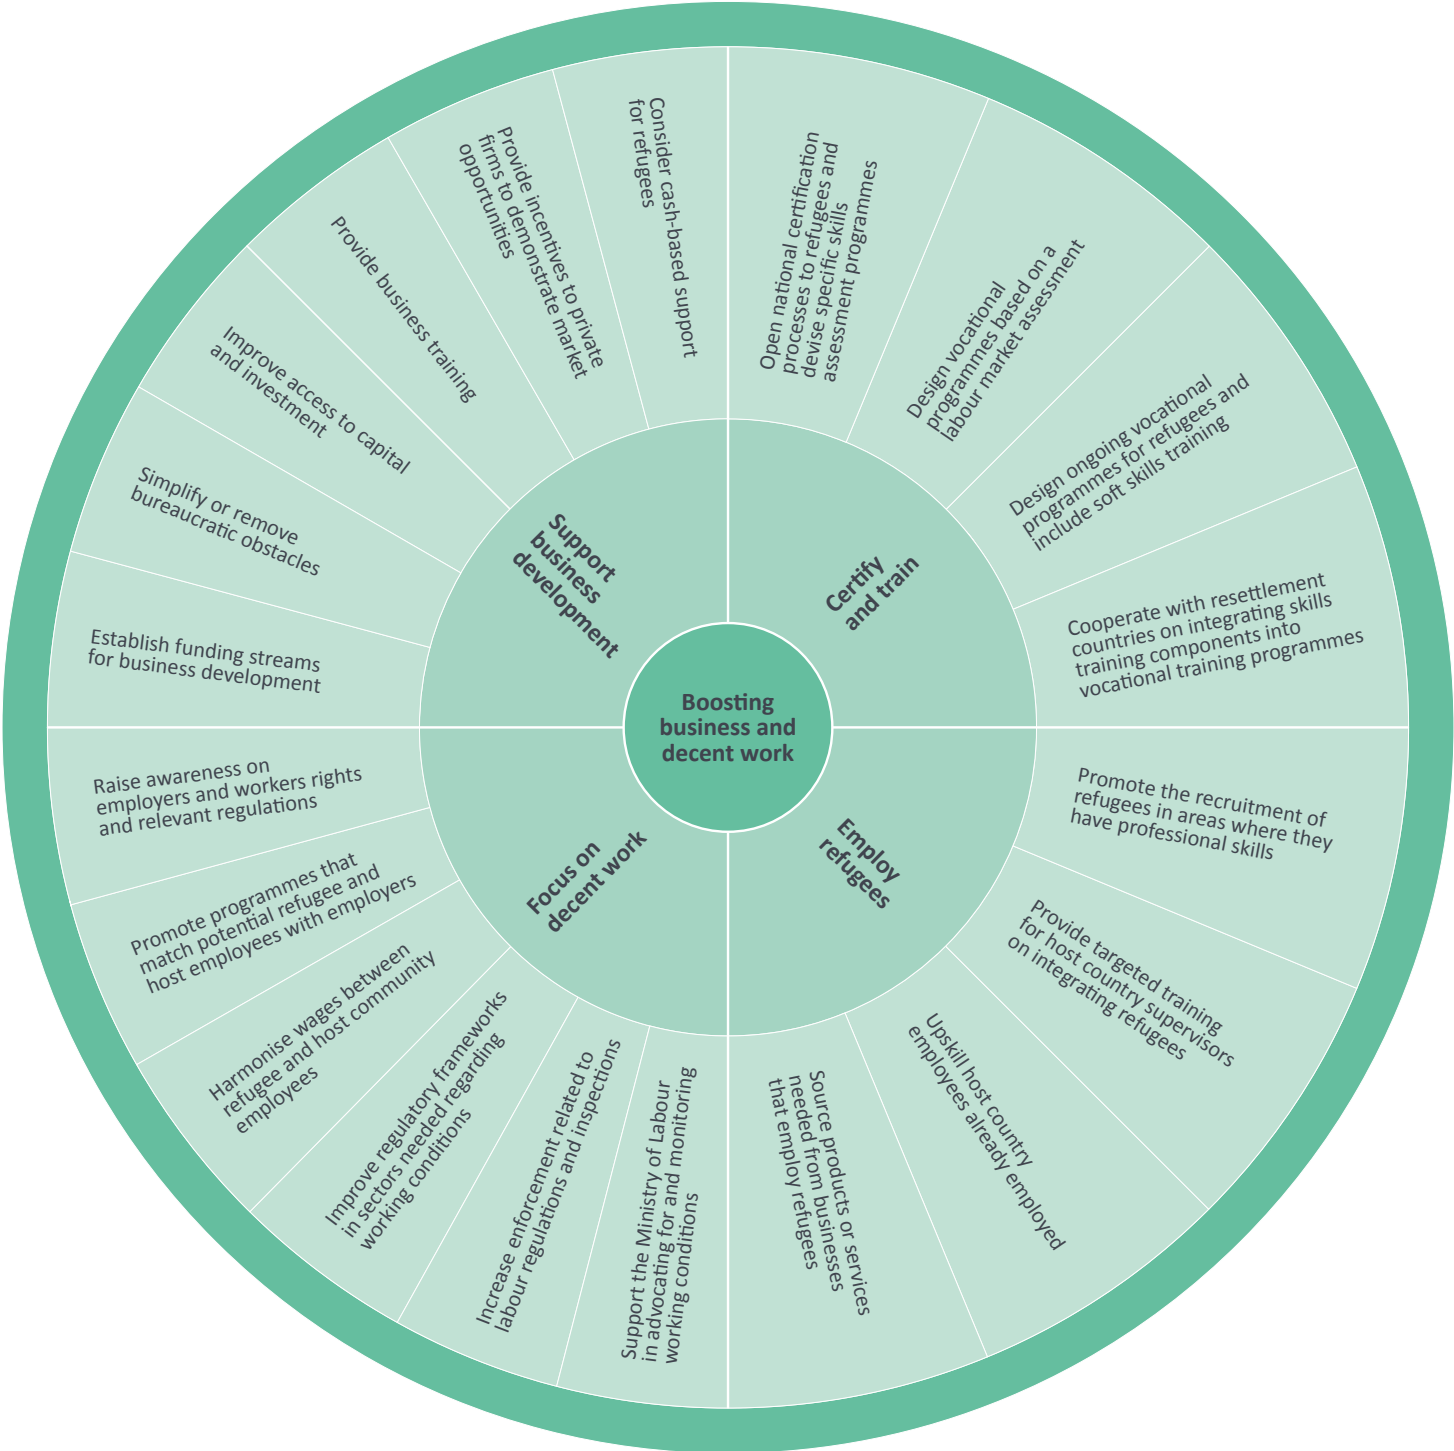 Boosting
business and
decent work
Certify
and train
Open national certification
processes to refugees and
devise specific skills
assessment programmes
Design vocational
programmes based on a
labour market assessment
Design ongoing vocational
programmes for refugees and
include soft skills training
Cooperate with resettlement
countries on integrating skills
training components into
vocational training programmes
Employ
refugees
Promote the recruitment of
refugees in areas where they
have professional skills
Provide targeted training
for host country supervisors
on integrating refugees
Upskill host country
employees already employed
Source products or services
needed from businesses
that employ refugees
Focus on
decent work
Support the Ministry of Labour
in advocating for and monitoring
working conditions
Increase enforcement related to
labour regulations and inspections
Improve regulatory frameworks
in sectors needed regarding
working conditions
Harmonise wages between
refugee and host community
employees
Promote programmes that
match potential refugee and
host employees with employers
Raise awareness on
employers and workers rights
and relevant regulations
Support
business
development
Establish funding streams
for business development
Simplify or remove
bureaucratic obstacles
Improve access to capital
and investment
Provide business training
Provide incentives to private
firms to demonstrate market
opportunities
Consider cash-based support
for refugees